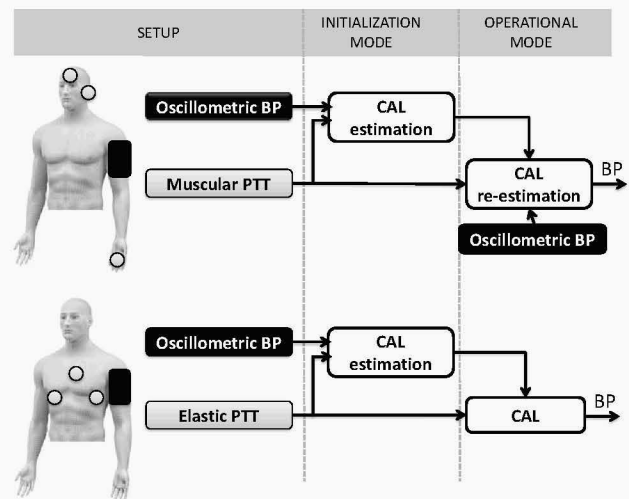 SETUP
INITIALIZATION
MODE
OPERATIONAL
MODE
Oscillometric BP
CAL
estimation
Muscular PTT
CAL
re-estimation
BP
Oscillometric BP
Oscillometric BP
CAL
estimation
Elastic PTT
CAL
BP